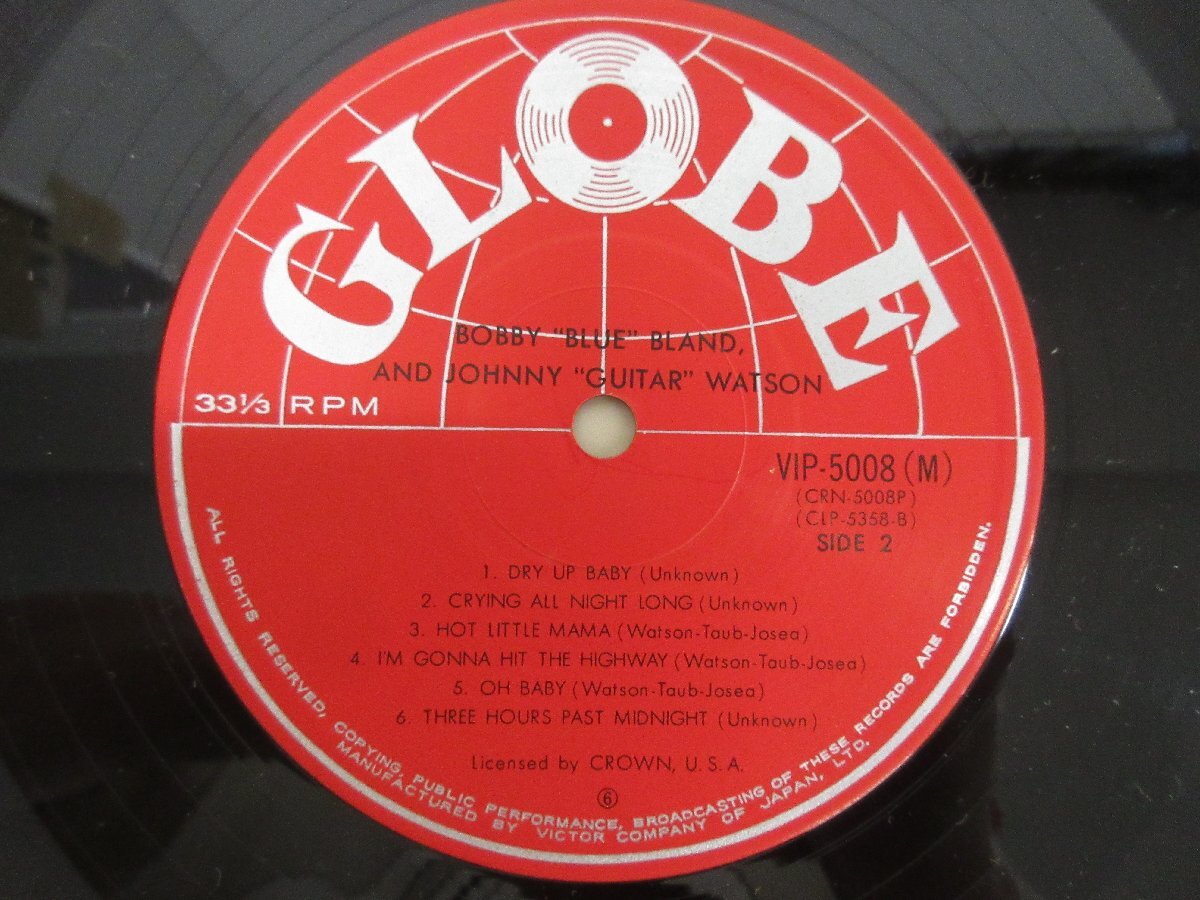 GLOBE
BOBBY "BLUE" BLAND,
AND JOHNNY "GUITAR" WATSON
33 1/3 RPM
VIP-5008 (M)
(CRN-5008P)
(CLP-5358-B)
SIDE 2
1. DRY UP BABY (Unknown)
2. CRYING ALL NIGHT LONG (Unknown)
3. HOT LITTLE MAMA (Watson-Taub-Josea)
4. I'M GONNA HIT THE HIGHWAY (Watson-Taub-Josea)
5. OH BABY (Watson-Taub-Josea)
6. THREE HOURS PAST MIDNIGHT (Unknown)
Licensed by CROWN, U.S.A.
⑥
ALL RIGHTS RESERVED, COPYING, PUBLIC PERFORMANCE, BROADCASTING OF THESE RECORDS ARE FORBIDDEN.
MANUFACTURED BY VICTOR COMPANY OF JAPAN, LTD.